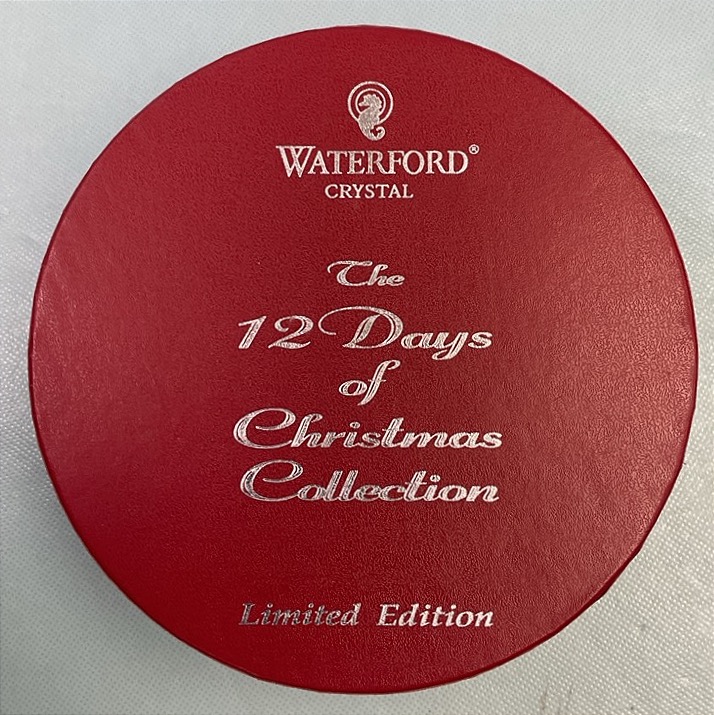 WATERFORD®
CRYSTAL
The
12 Days
of
Christmas
Collection
Limited Edition